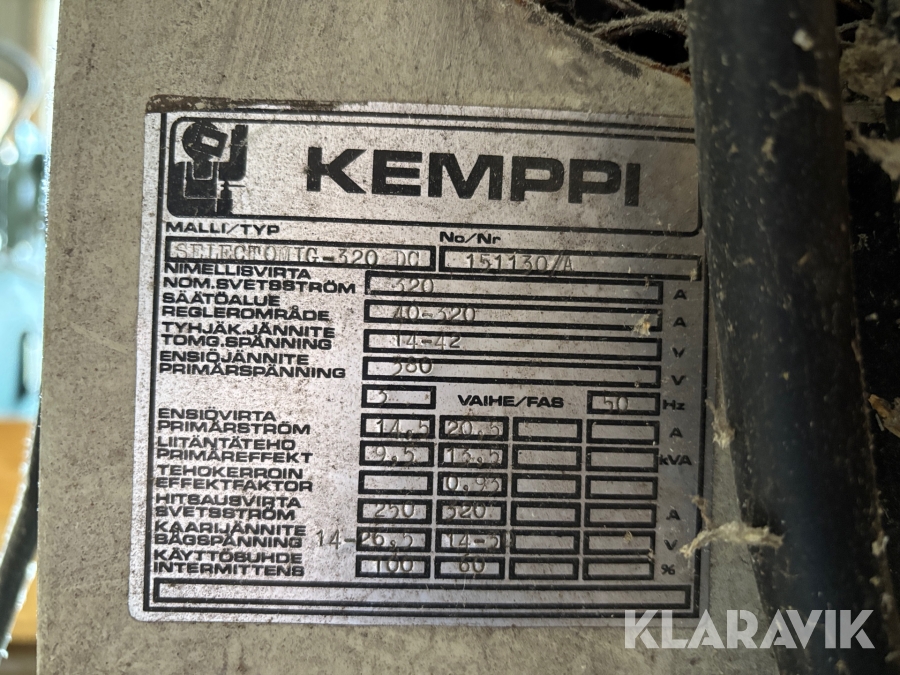 KEMPPI
MALLI/TYP No/Nr
SELECTOMIG-320 DC 151130/A
NIMELLISVIRTA
NOM.SVETSSTRÖM 320 A
SÄÄTÖALUE
REGLEROMRÅDE 40-320 A
TYHJÄK.JÄNNITE
TOMG.SPÄNNING 14-42 V
ENSIÖJÄNNITE
PRIMÄRSPÄNNING 380 V
3 VAIHE/FAS 50 Hz
ENSIÖVIRTA
PRIMÄRSTRÖM 14,5 20,5 A
LIITÄNTÄTEHO
PRIMÄREFFEKT 9,5 13,5 kVA
TEHOKERROIN
EFFEKTFAKTOR 0,93
HITSAUSVIRTA
SVETSSTRÖM 250 320 A
KAARIJÄNNITE
BÅGSPÄNNING 14-26,5 V
KÄYTTÖSUHDE
INTERMITTENS 100 60 %
KLARAVIK